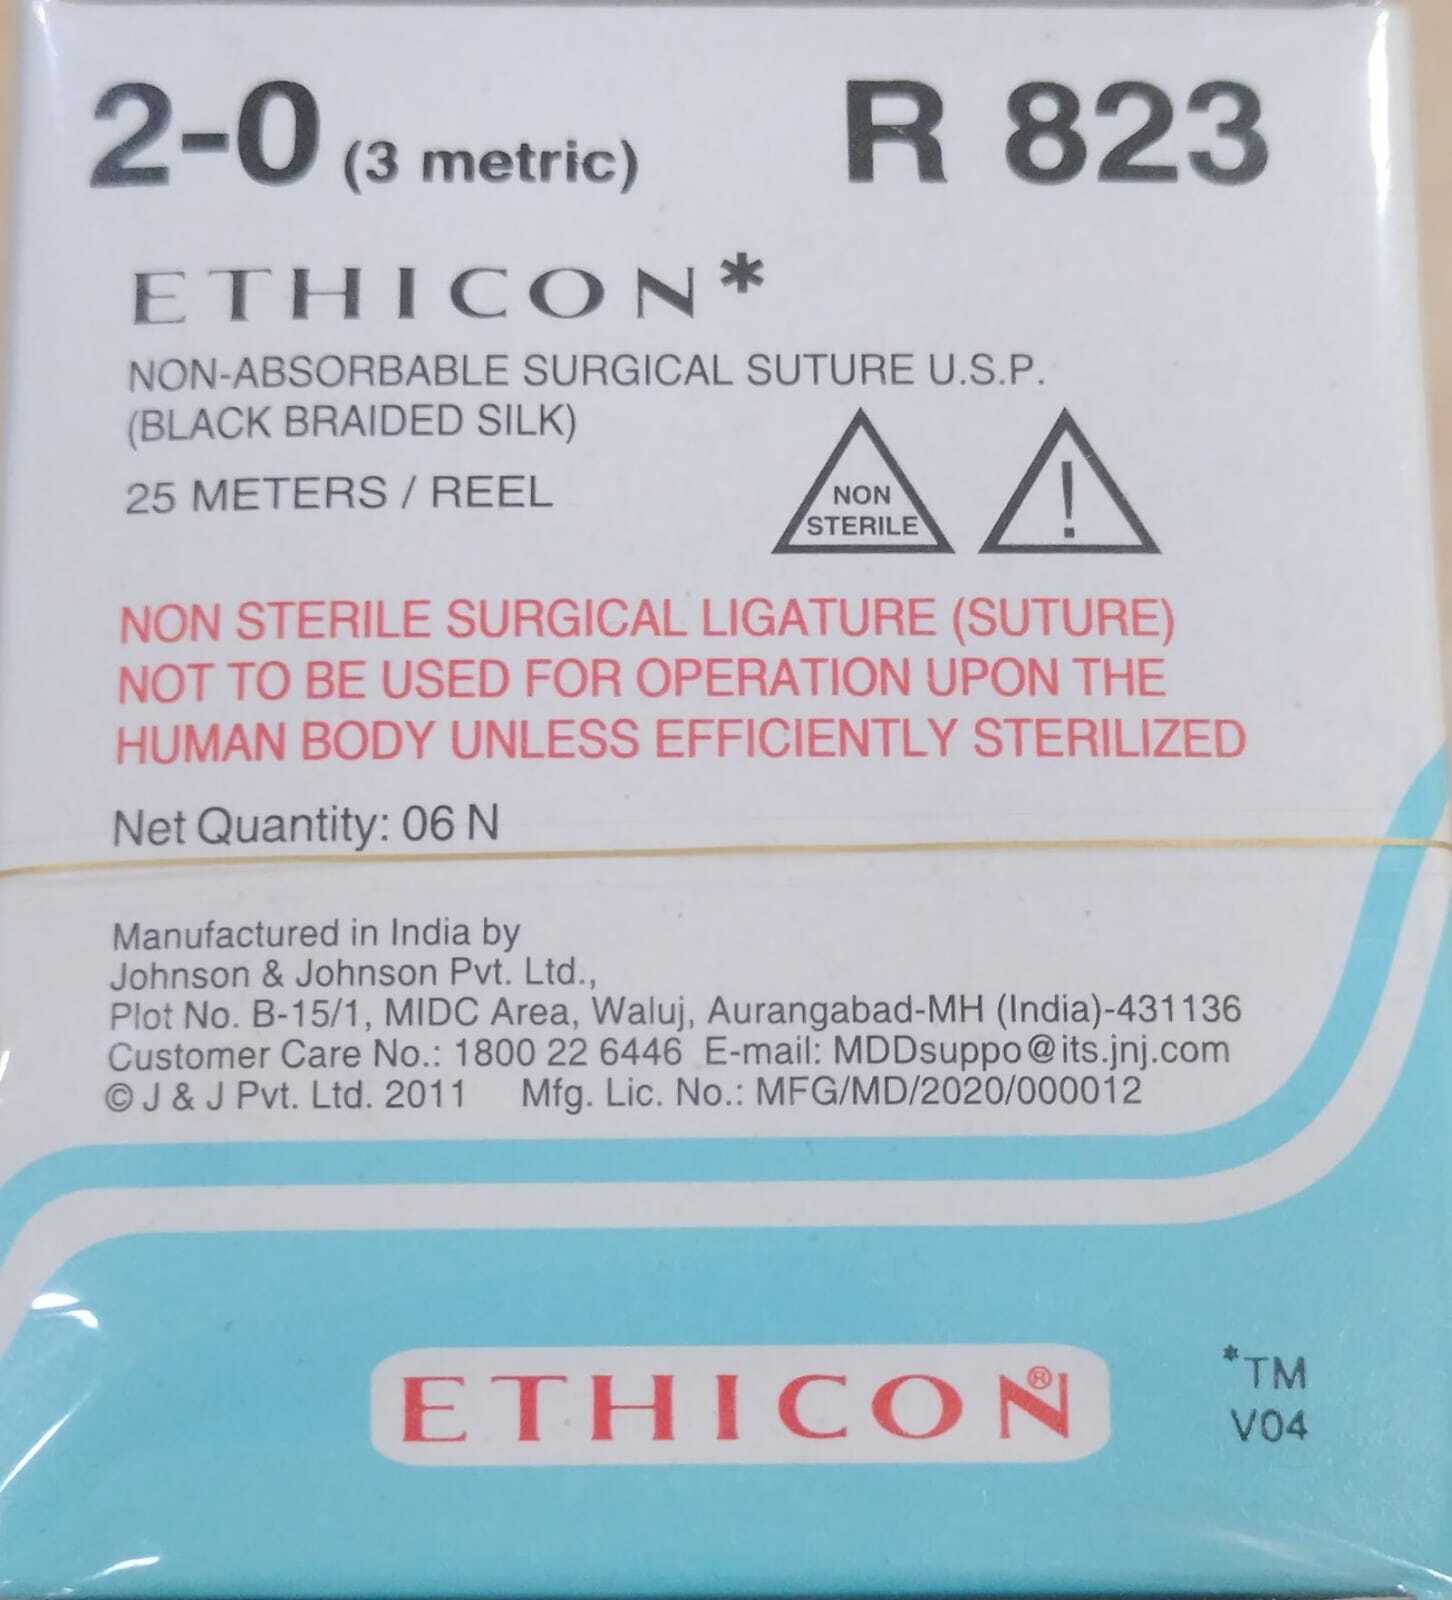 2-0 (3 metric) R 823
ETHICON*
NON-ABSORBABLE SURGICAL SUTURE U.S.P.
(BLACK BRAIDED SILK)
25 METERS / REEL
NON
STERILE
!
NON STERILE SURGICAL LIGATURE (SUTURE)
NOT TO BE USED FOR OPERATION UPON THE
HUMAN BODY UNLESS EFFICIENTLY STERILIZED
Net Quantity: 06 N
Manufactured in India by
Johnson & Johnson Pvt. Ltd.,
Plot No. B-15/1, MIDC Area, Waluj, Aurangabad-MH (India)-431136
Customer Care No.: 1800 22 6446 E-mail: MDDsuppo@its.jnj.com
© J & J Pvt. Ltd. 2011 Mfg. Lic. No.: MFG/MD/2020/000012
ETHICON®
*TM
V04